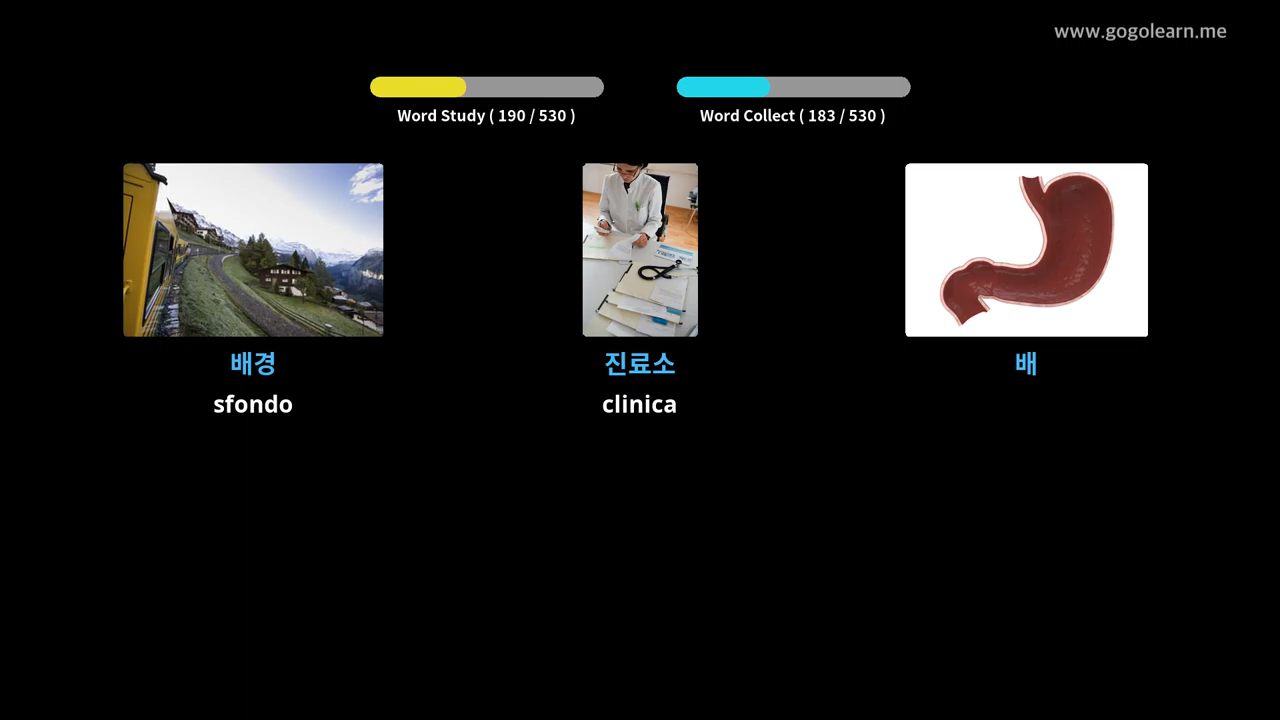 www.gogolearn.me
Word Study ( 190 / 530 )
Word Collect ( 183 / 530 )
배경
sfondo
진료소
clinica
배